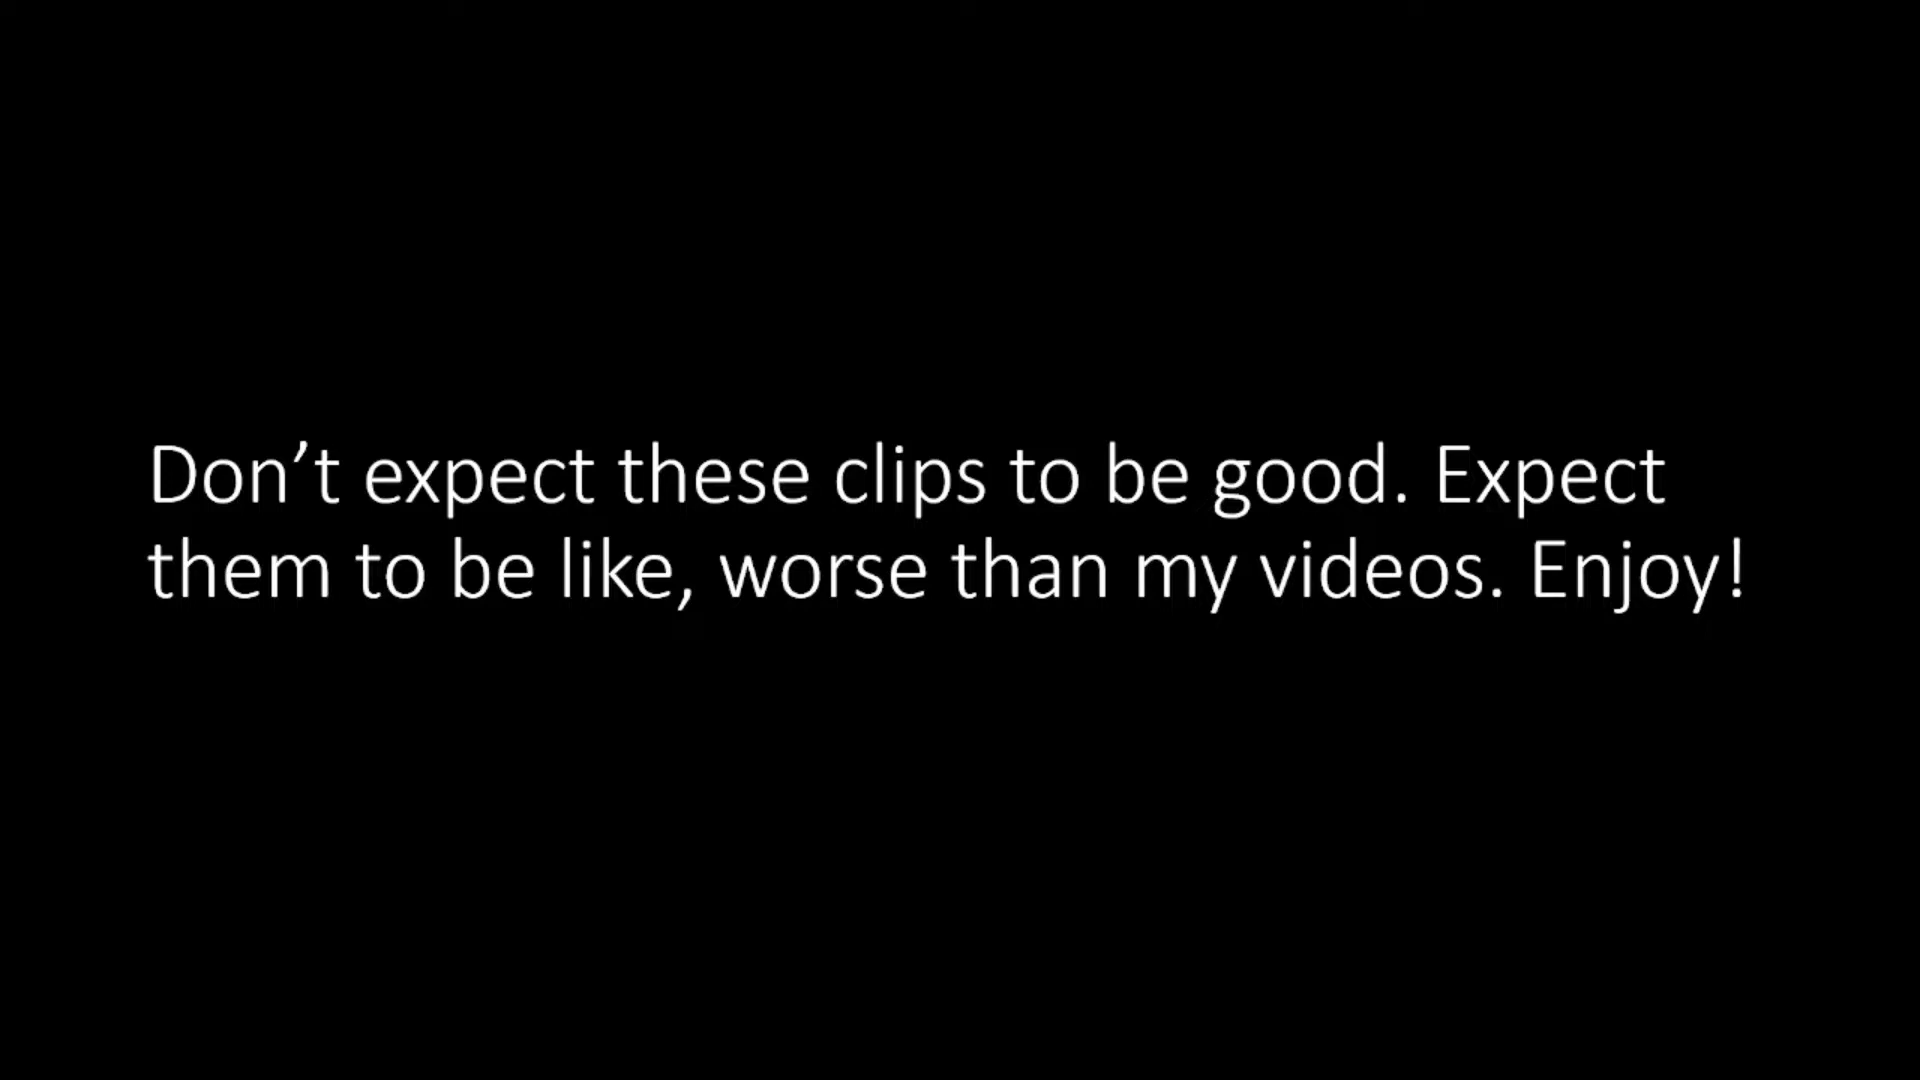 Don’t expect these clips to be good. Expect
them to be like, worse than my videos. Enjoy!